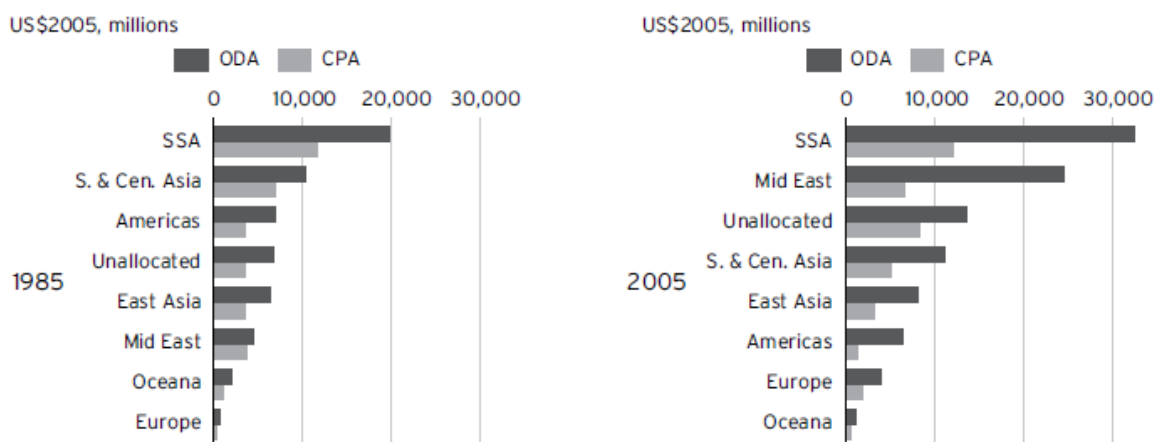 US$2005, millions
ODA CPA
0 10,000 20,000 30,000
SSA
S. & Cen. Asia
Americas
Unallocated
1985
East Asia
Mid East
Oceana
Europe
US$2005, millions
ODA CPA
0 10,000 20,000 30,000
SSA
Mid East
Unallocated
S. & Cen. Asia
2005
East Asia
Americas
Europe
Oceana